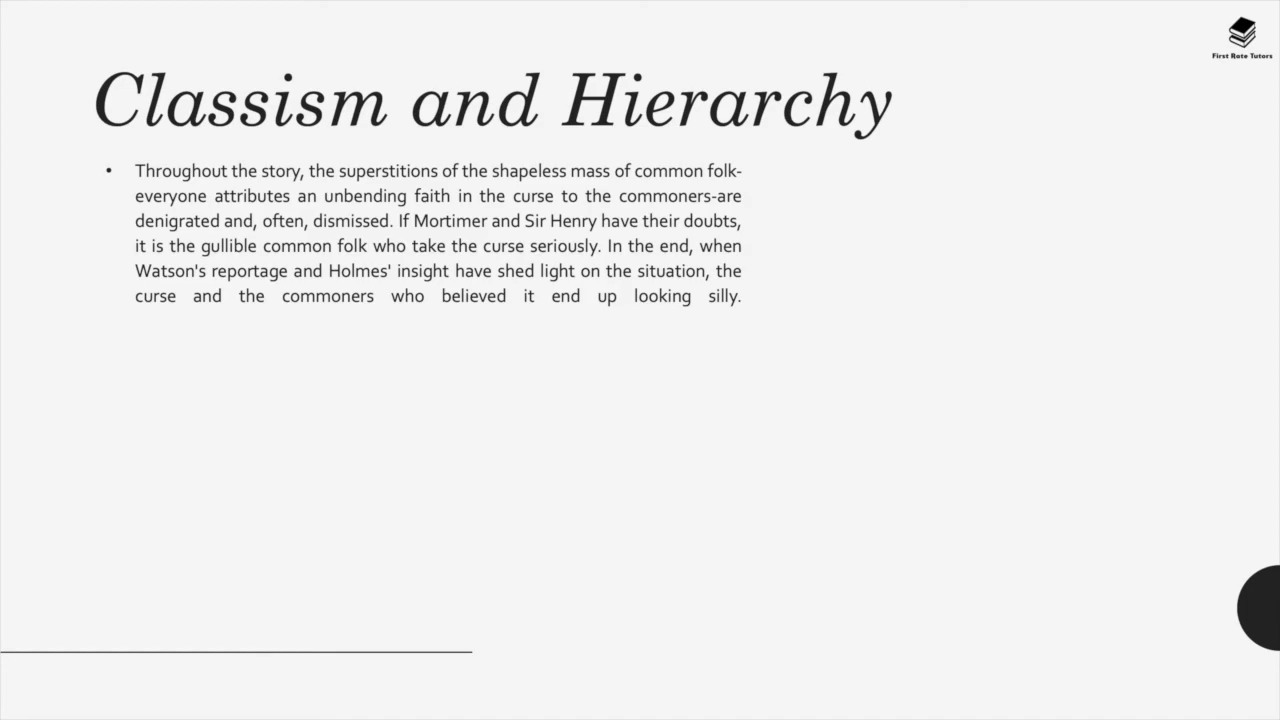 First Rate Tutors
Classism and Hierarchy
• Throughout the story, the superstitions of the shapeless mass of common folk-
everyone attributes an unbending faith in the curse to the commoners-are
denigrated and, often, dismissed. If Mortimer and Sir Henry have their doubts,
it is the gullible common folk who take the curse seriously. In the end, when
Watson's reportage and Holmes' insight have shed light on the situation, the
curse and the commoners who believed it end up looking silly.